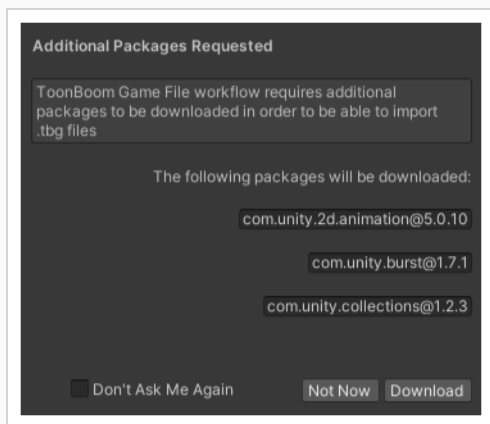 Additional Packages Requested
ToonBoom Game File workflow requires additional
packages to be downloaded in order to be able to import
.tbg files
The following packages will be downloaded:
com.unity.2d.animation@5.0.10
com.unity.burst@1.7.1
com.unity.collections@1.2.3
Don't Ask Me Again
Not Now
Download